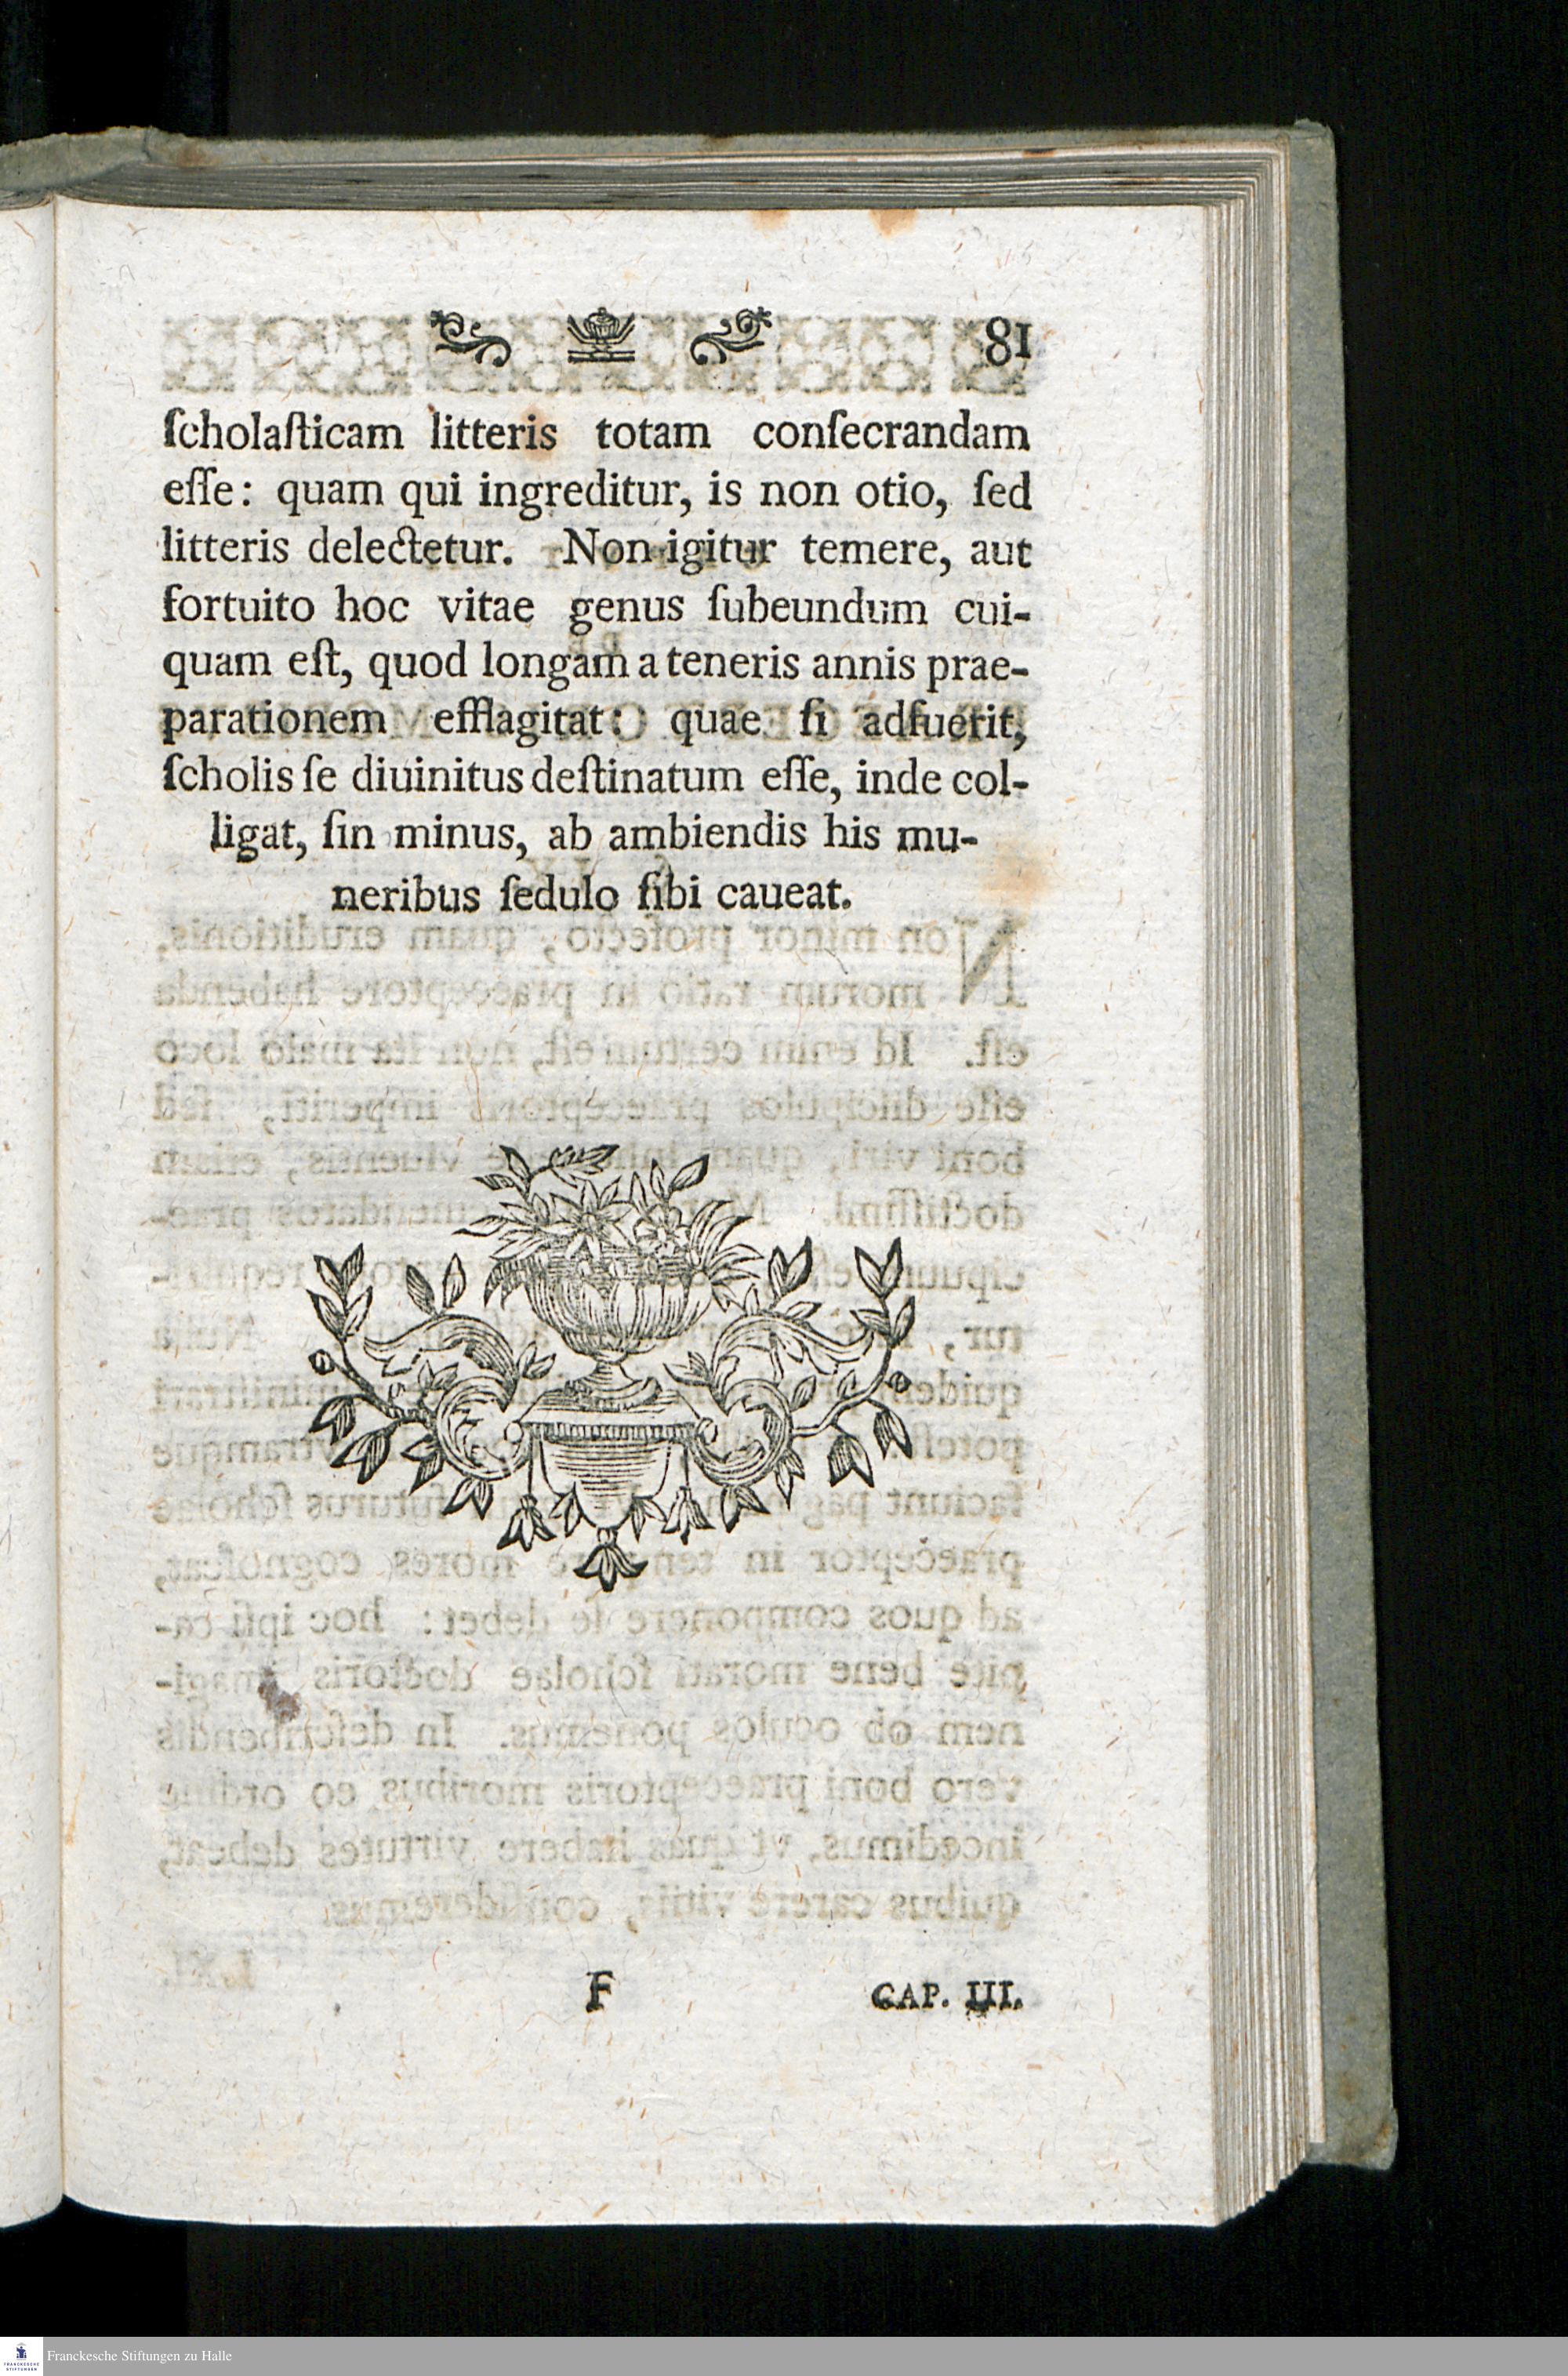 81
ſcholaſticam litteris totam conſecrandam
eſſe: quam qui ingreditur, is non otio, ſed
litteris delectetur. Non igitur temere, aut
fortuito hoc vitae genus ſubeundum cui-
quam eſt, quod longam a teneris annis prae-
parationem efflagitat: quae ſi adfuerit,
ſcholis ſe diuinitus deſtinatum eſſe, inde col-
ligat, ſin minus, ab ambiendis his mu-
neribus ſedulo ſibi caueat.
F CAP. III.
FRANCKESCHE
STIFTUNGEN
Franckesche Stiftungen zu Halle